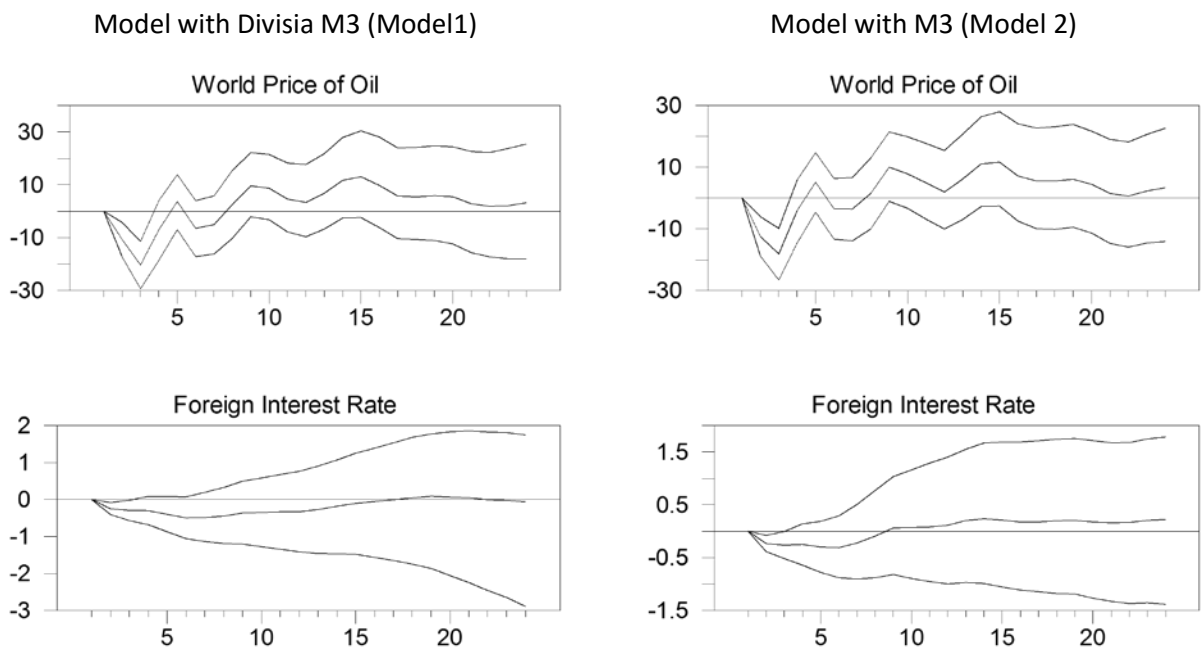 Model with Divisia M3 (Model1)
Model with M3 (Model 2)
World Price of Oil
30
10
-10
-30
5 10 15 20
World Price of Oil
30
10
-10
-30
5 10 15 20
Foreign Interest Rate
2
1
0
-1
-2
-3
5 10 15 20
Foreign Interest Rate
1.5
0.5
-0.5
-1.5
5 10 15 20